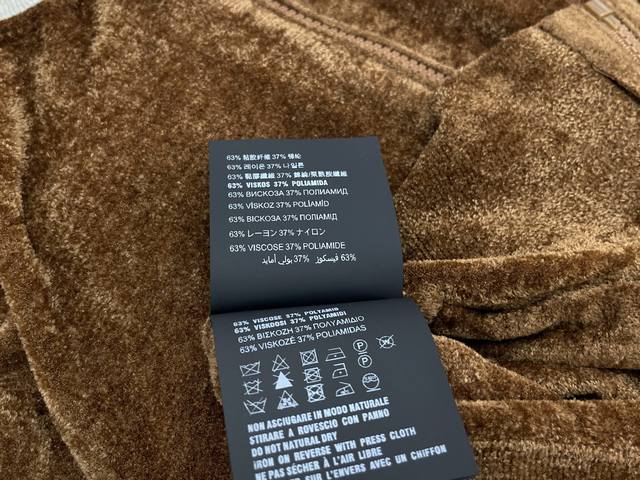 63% 黏胶纤维 37% 锦纶
63% 레이온 37% 나일론
63% 黏膠纖維 37% 錦綸/聚酰胺纖維
63% VISKOS 37% POLIAMIDA
63% ВИСКОЗА 37% ПОЛИАМИД
63% VİSKOZ 37% POLİAMİD
63% ВІСКОЗА 37% ПОЛІАМІД
63% レーヨン 37% ナイロン
63% VISCOSE 37% POLIAMIDE
63% فيسكوز 37% بولي أمايد
63% VISCOSE 37% POLYAMID
63% VISKOOSI 37% POLYAMIDI
63% ΒΙΣΚΟΖΗ 37% ΠΟΛΥΑΜΙΔΙΟ
63% VISKOZĖ 37% POLIAMIDAS
NON ASCIUGARE IN MODO NATURALE
STIRARE A ROVESCIO CON PANNO
DO NOT NATURAL DRY
IRON ON REVERSE WITH PRESS CLOTH
NE PAS SÉCHER À L'AIR LIBRE
SUR L'ENVERS AVEC UN CHIFFON